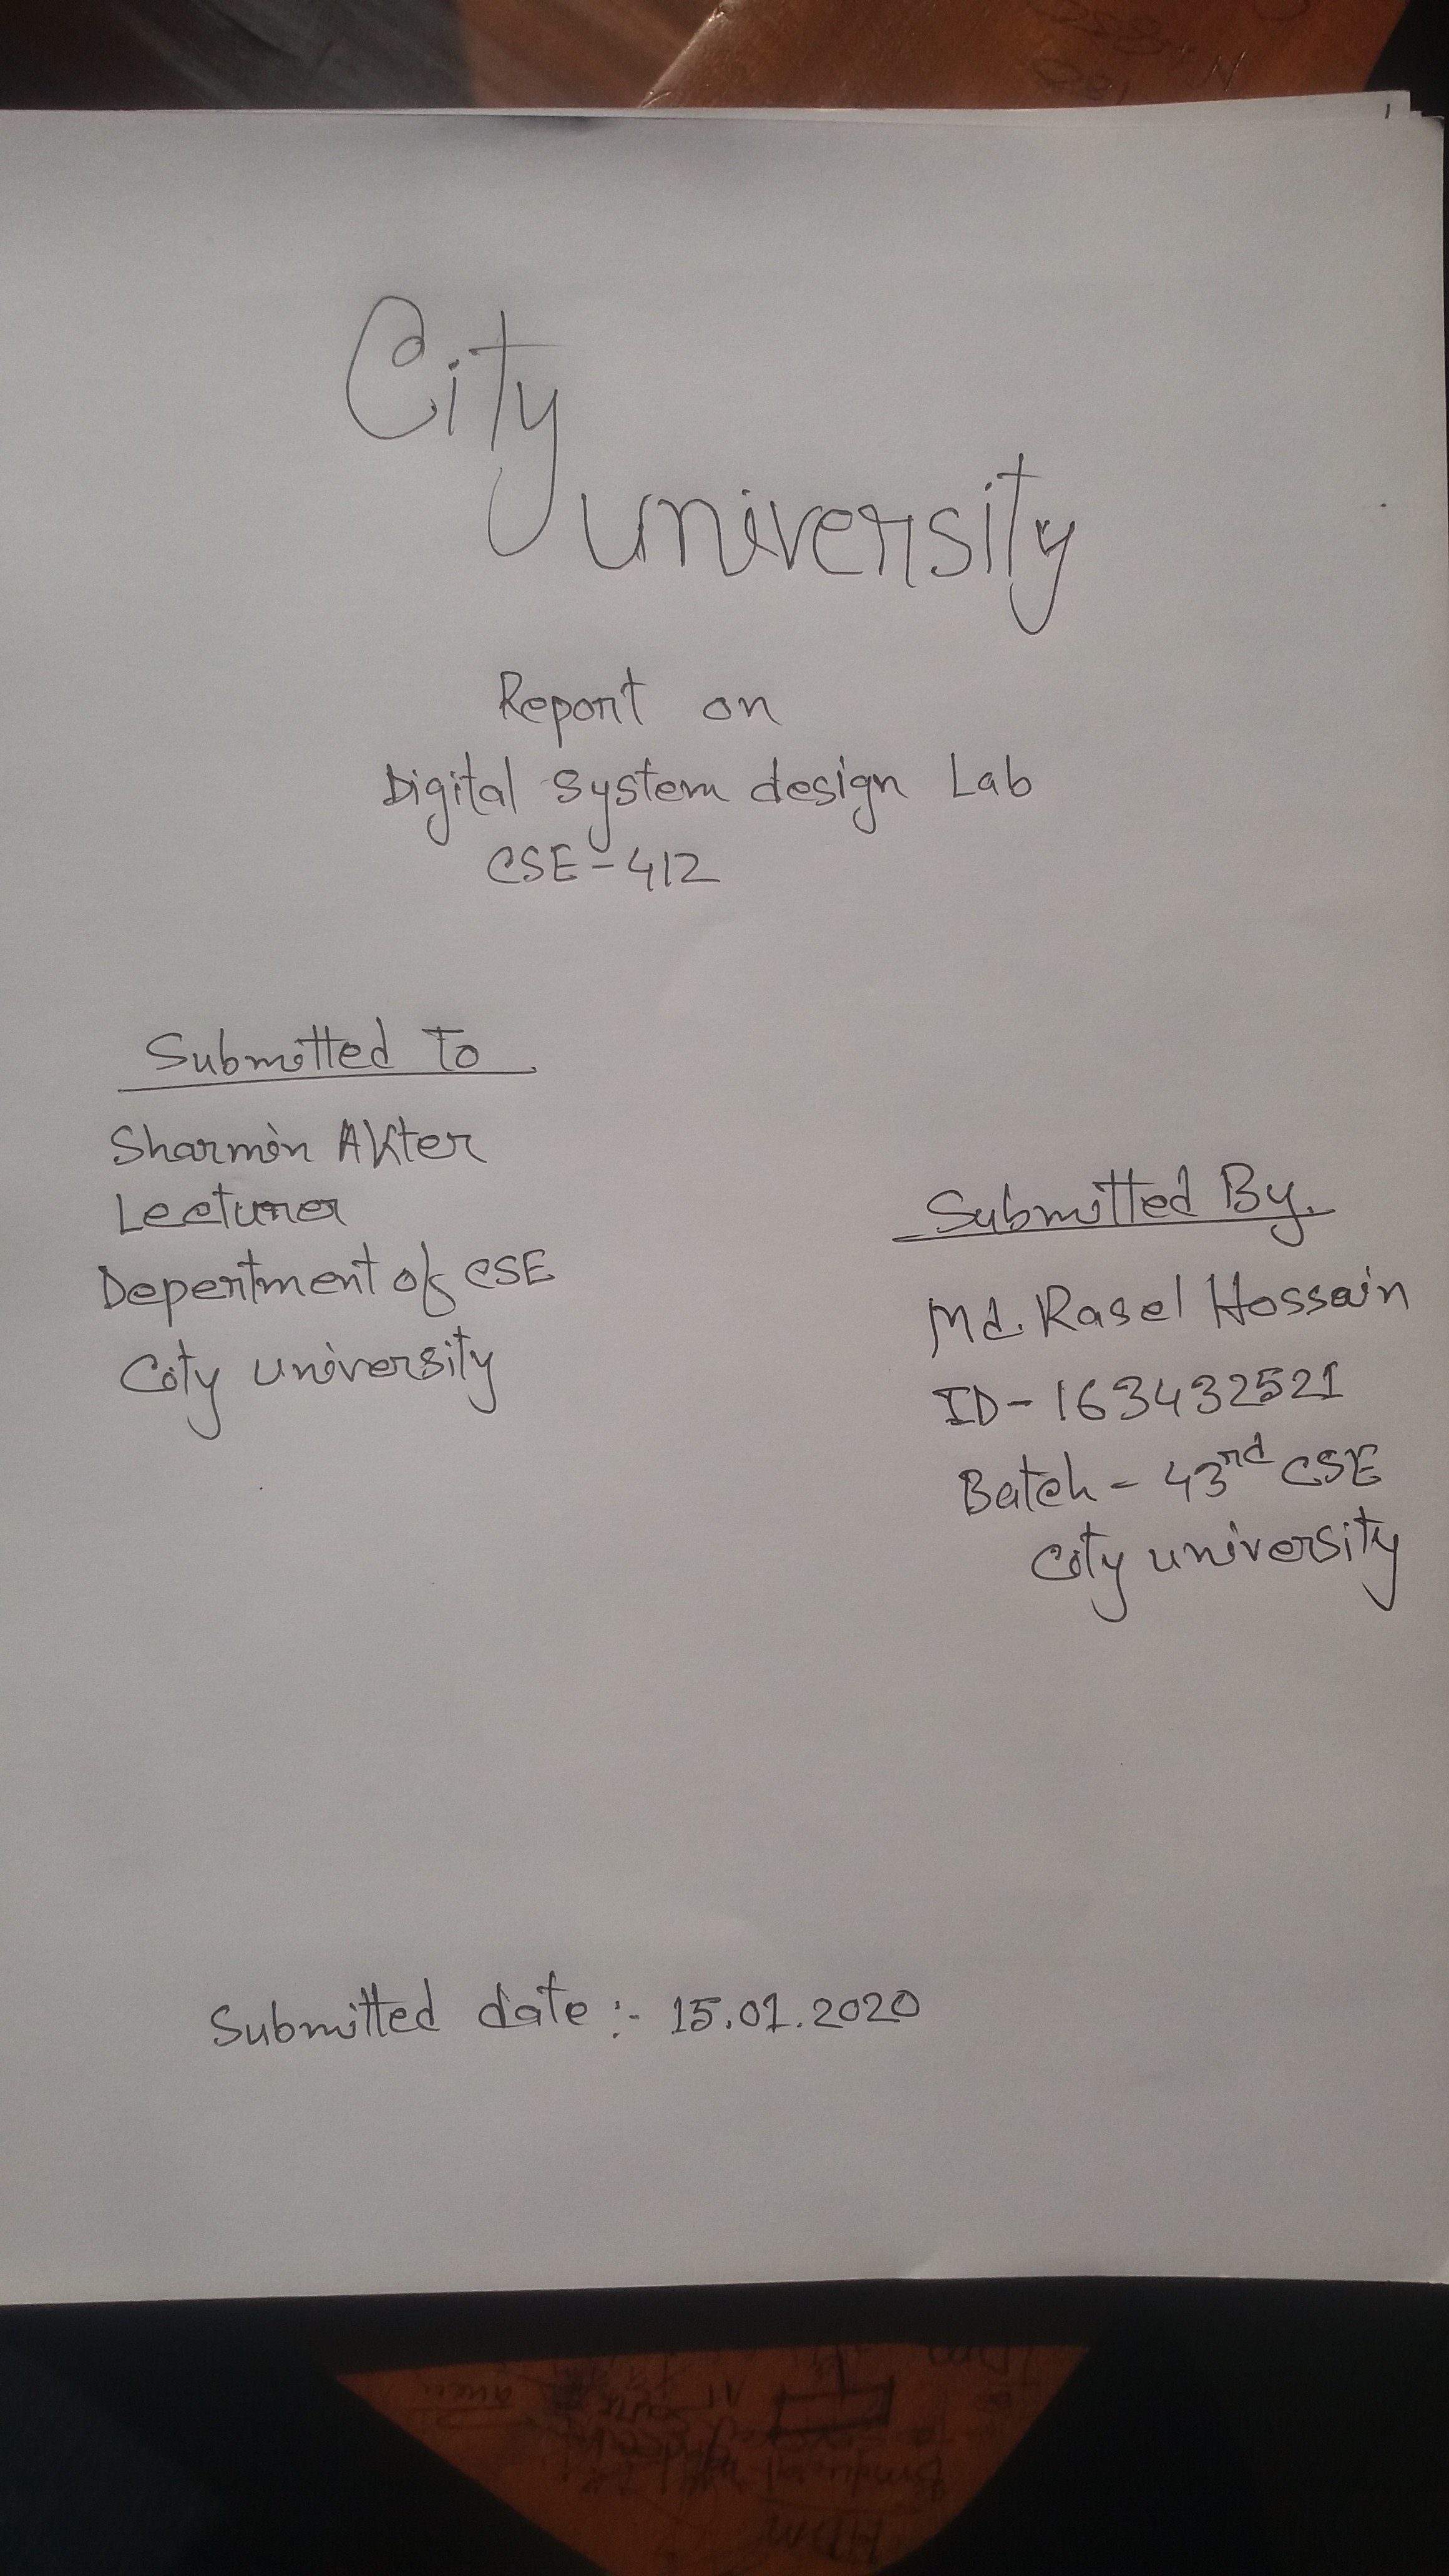 City
university
Report on
Digital System design Lab
CSE-412
Submitted To
Sharmin Akter
Lecturer
Depertment of CSE
City university
Submitted By.
Md. Rasel Hossain
ID-163432521
Batch - 43rd CSE
City university
Submitted date :- 15.01.2020